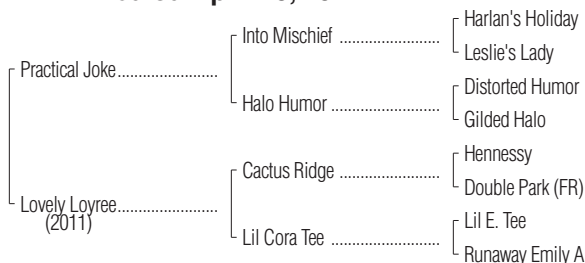 Harlan's Holiday
Into Mischief
Leslie's Lady
Practical Joke
Distorted Humor
Halo Humor
Gilded Halo
Hennessy
Cactus Ridge
Double Park (FR)
Lovely Loyree
(2011)
Lil E. Tee
Lil Cora Tee
Runaway Emily A